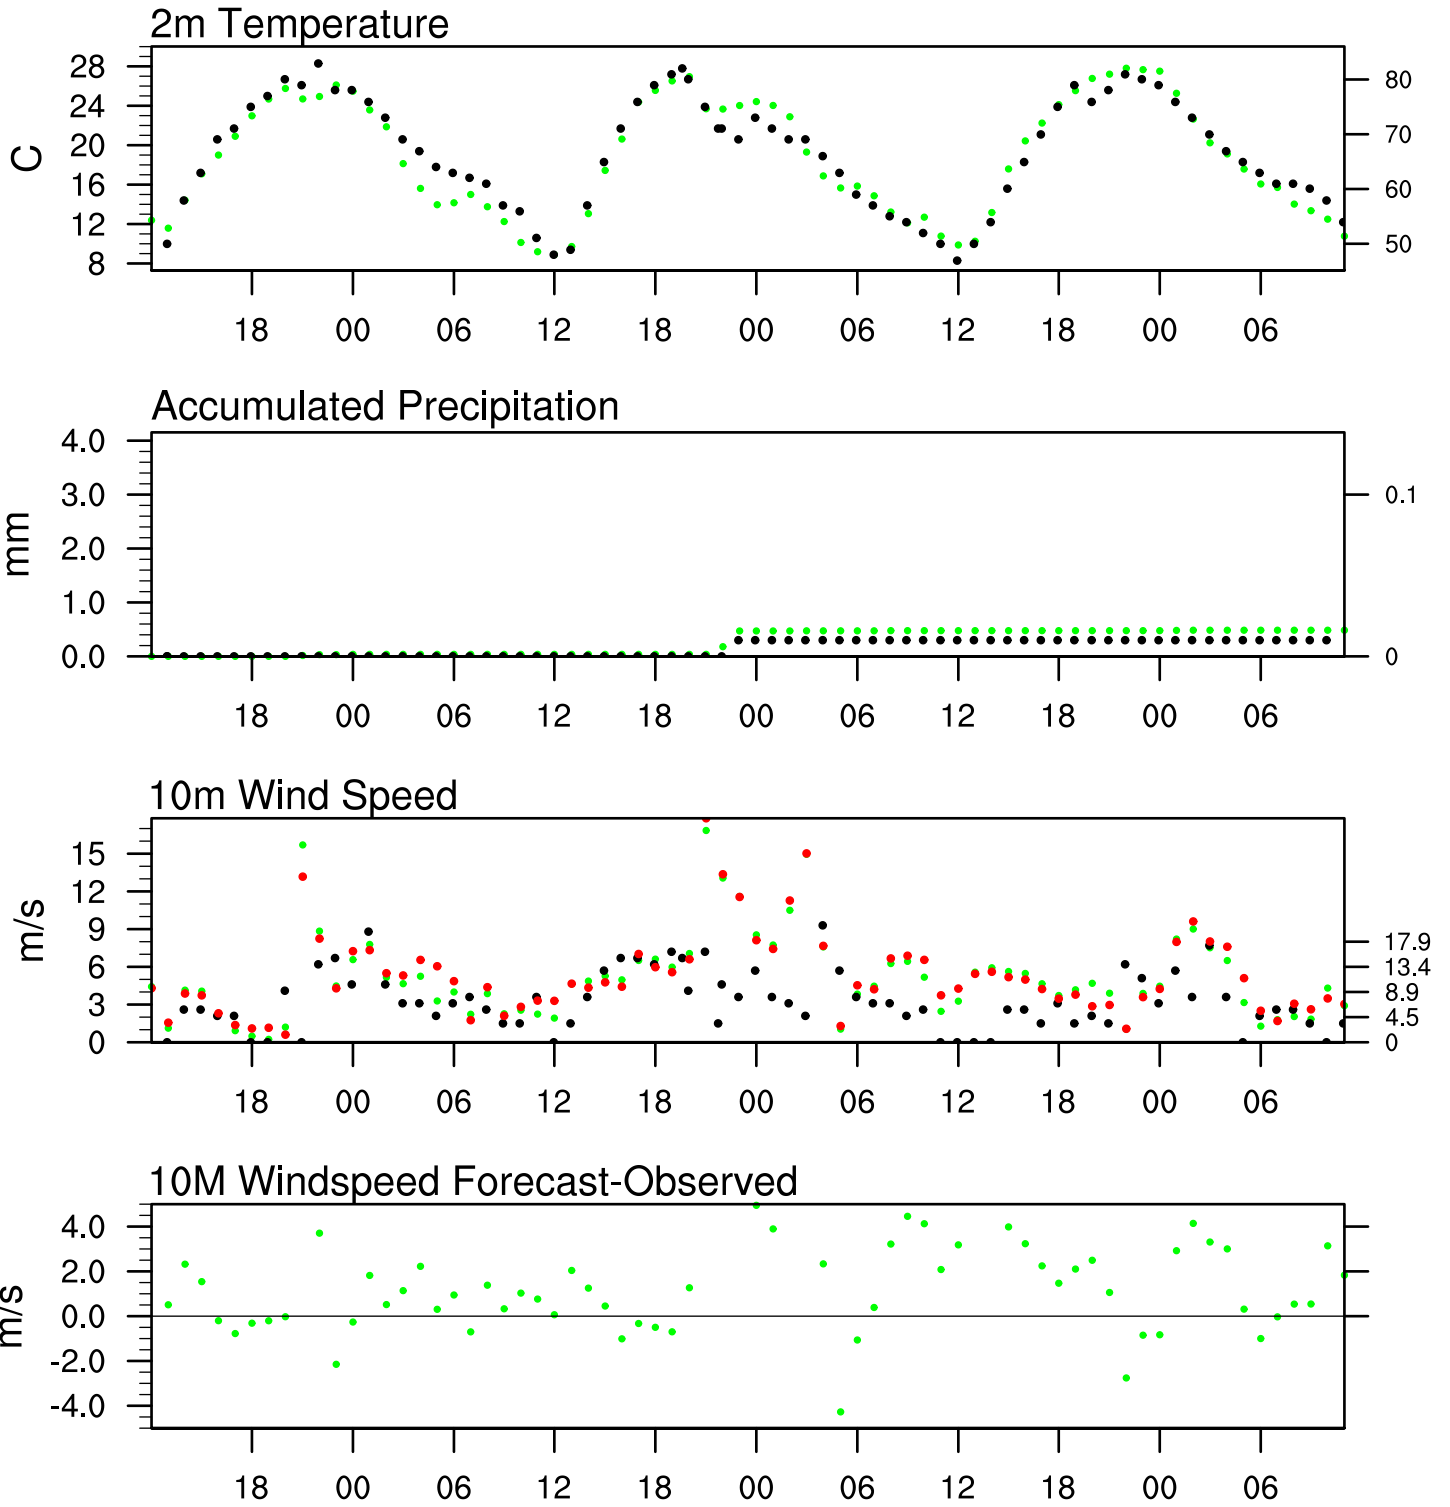 2m Temperature
28
24
20
16
12
8
C
80
70
60
50
18 00 06 12 18 00 06 12 18 00 06
Accumulated Precipitation
4.0
3.0
2.0
1.0
0.0
mm
0.1
0
18 00 06 12 18 00 06 12 18 00 06
10m Wind Speed
15
12
9
6
3
0
m/s
17.9
13.4
8.9
4.5
0
18 00 06 12 18 00 06 12 18 00 06
10M Windspeed Forecast-Observed
4.0
2.0
0.0
-2.0
-4.0
m/s
18 00 06 12 18 00 06 12 18 00 06